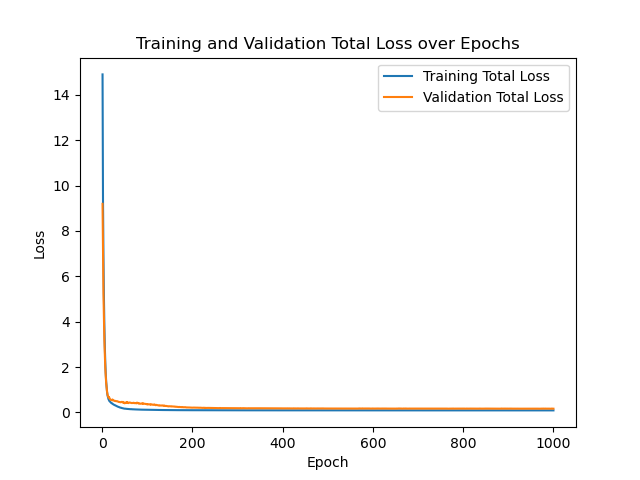 Training and Validation Total Loss over Epochs
Training Total Loss
Validation Total Loss
14
12
10
8
6
4
2
0
Loss
0 200 400 600 800 1000
Epoch